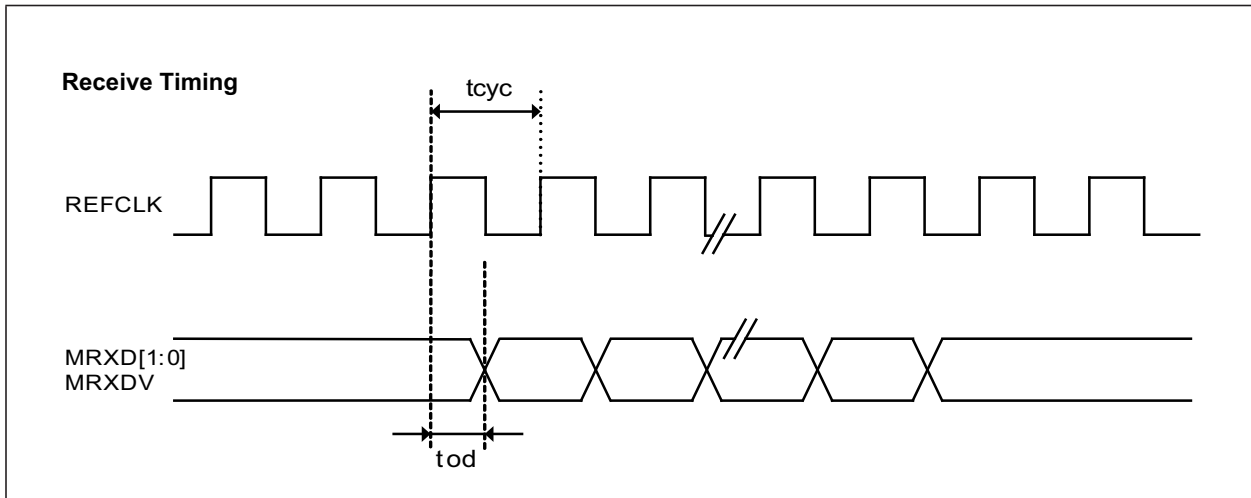 Receive Timing
tcyc
REFCLK
MRXD[1:0]
MRXDV
tod